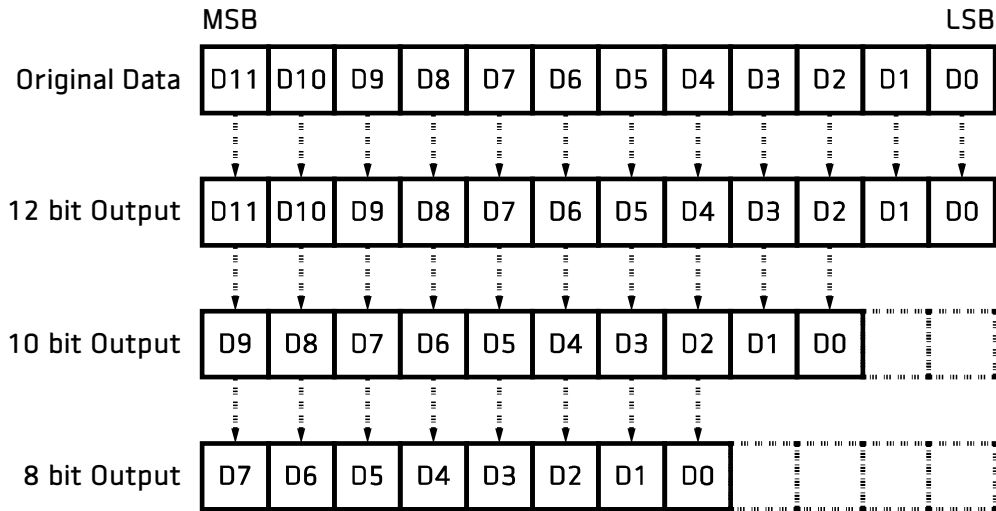 MSB LSB
Original Data D11 D10 D9 D8 D7 D6 D5 D4 D3 D2 D1 D0
12 bit Output D11 D10 D9 D8 D7 D6 D5 D4 D3 D2 D1 D0
10 bit Output D9 D8 D7 D6 D5 D4 D3 D2 D1 D0
8 bit Output D7 D6 D5 D4 D3 D2 D1 D0